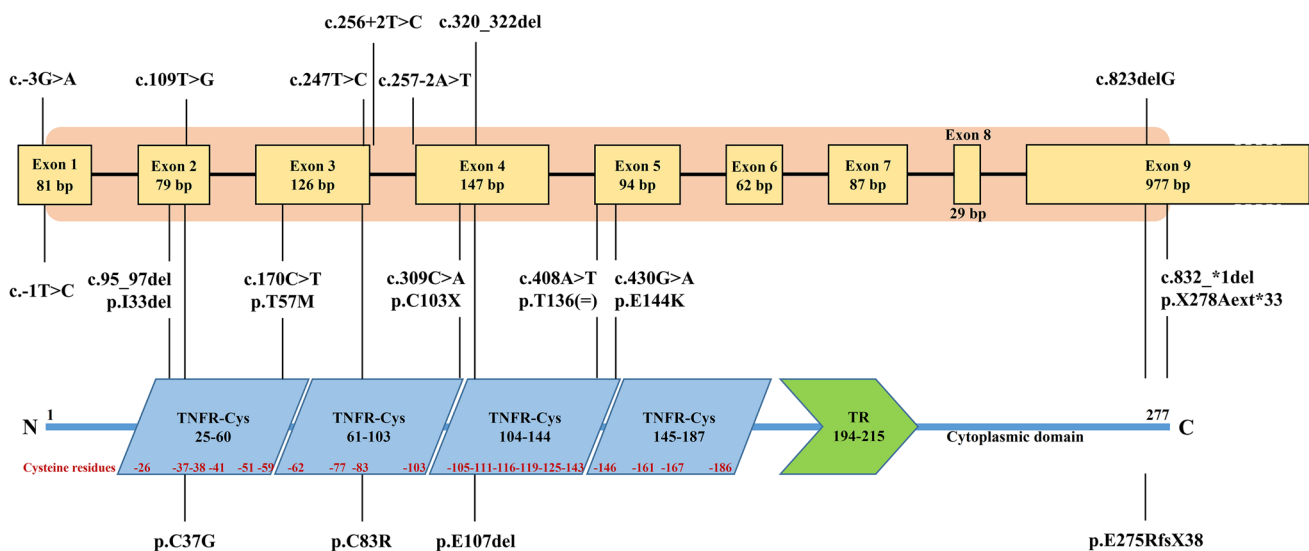 c.256+2T>C
c.320_322del
c.-3G>A
c.109T>G
c.247T>C
c.257-2A>T
c.823delG
Exon 1
81 bp
Exon 2
79 bp
Exon 3
126 bp
Exon 4
147 bp
Exon 5
94 bp
Exon 6
62 bp
Exon 7
87 bp
Exon 8
29 bp
Exon 9
977 bp
c.-1T>C
c.95_97del
p.I33del
c.170C>T
p.T57M
c.309C>A
p.C103X
c.408A>T
p.T136(=)
c.430G>A
p.E144K
c.832_*1del
p.X278Aext*33
N
1
TNFR-Cys
25-60
TNFR-Cys
61-103
TNFR-Cys
104-144
TNFR-Cys
145-187
TR
194-215
Cytoplasmic domain
277
C
Cysteine residues
-26
-37-38
-41
-51
-59
-62
-77
-83
-103
-105-111-116-119-125-143
-146
-161
-167
-186
p.C37G
p.C83R
p.E107del
p.E275RfsX38